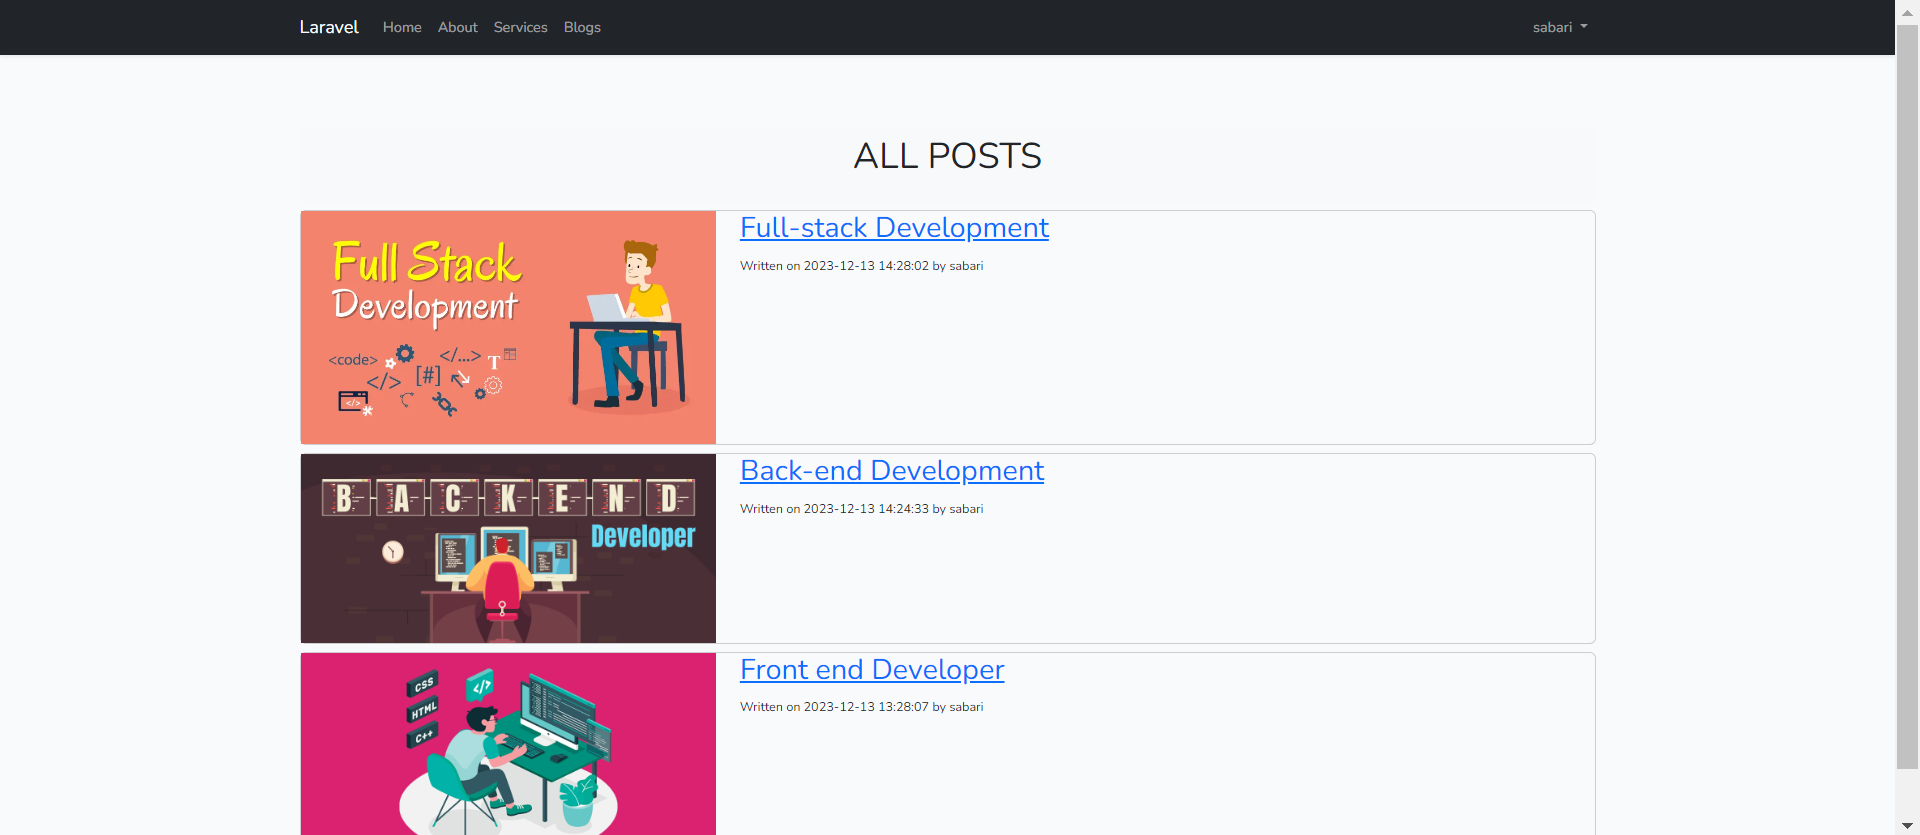 Laravel Home About Services Blogs sabari
ALL POSTS
Full Stack
Development
<code> </...> T
</> [#]
</>
Full-stack Development
Written on 2023-12-13 14:28:02 by sabari
BACKEND
Developer
Back-end Development
Written on 2023-12-13 14:24:33 by sabari
CSS
</>
HTML
C++
Front end Developer
Written on 2023-12-13 13:28:07 by sabari